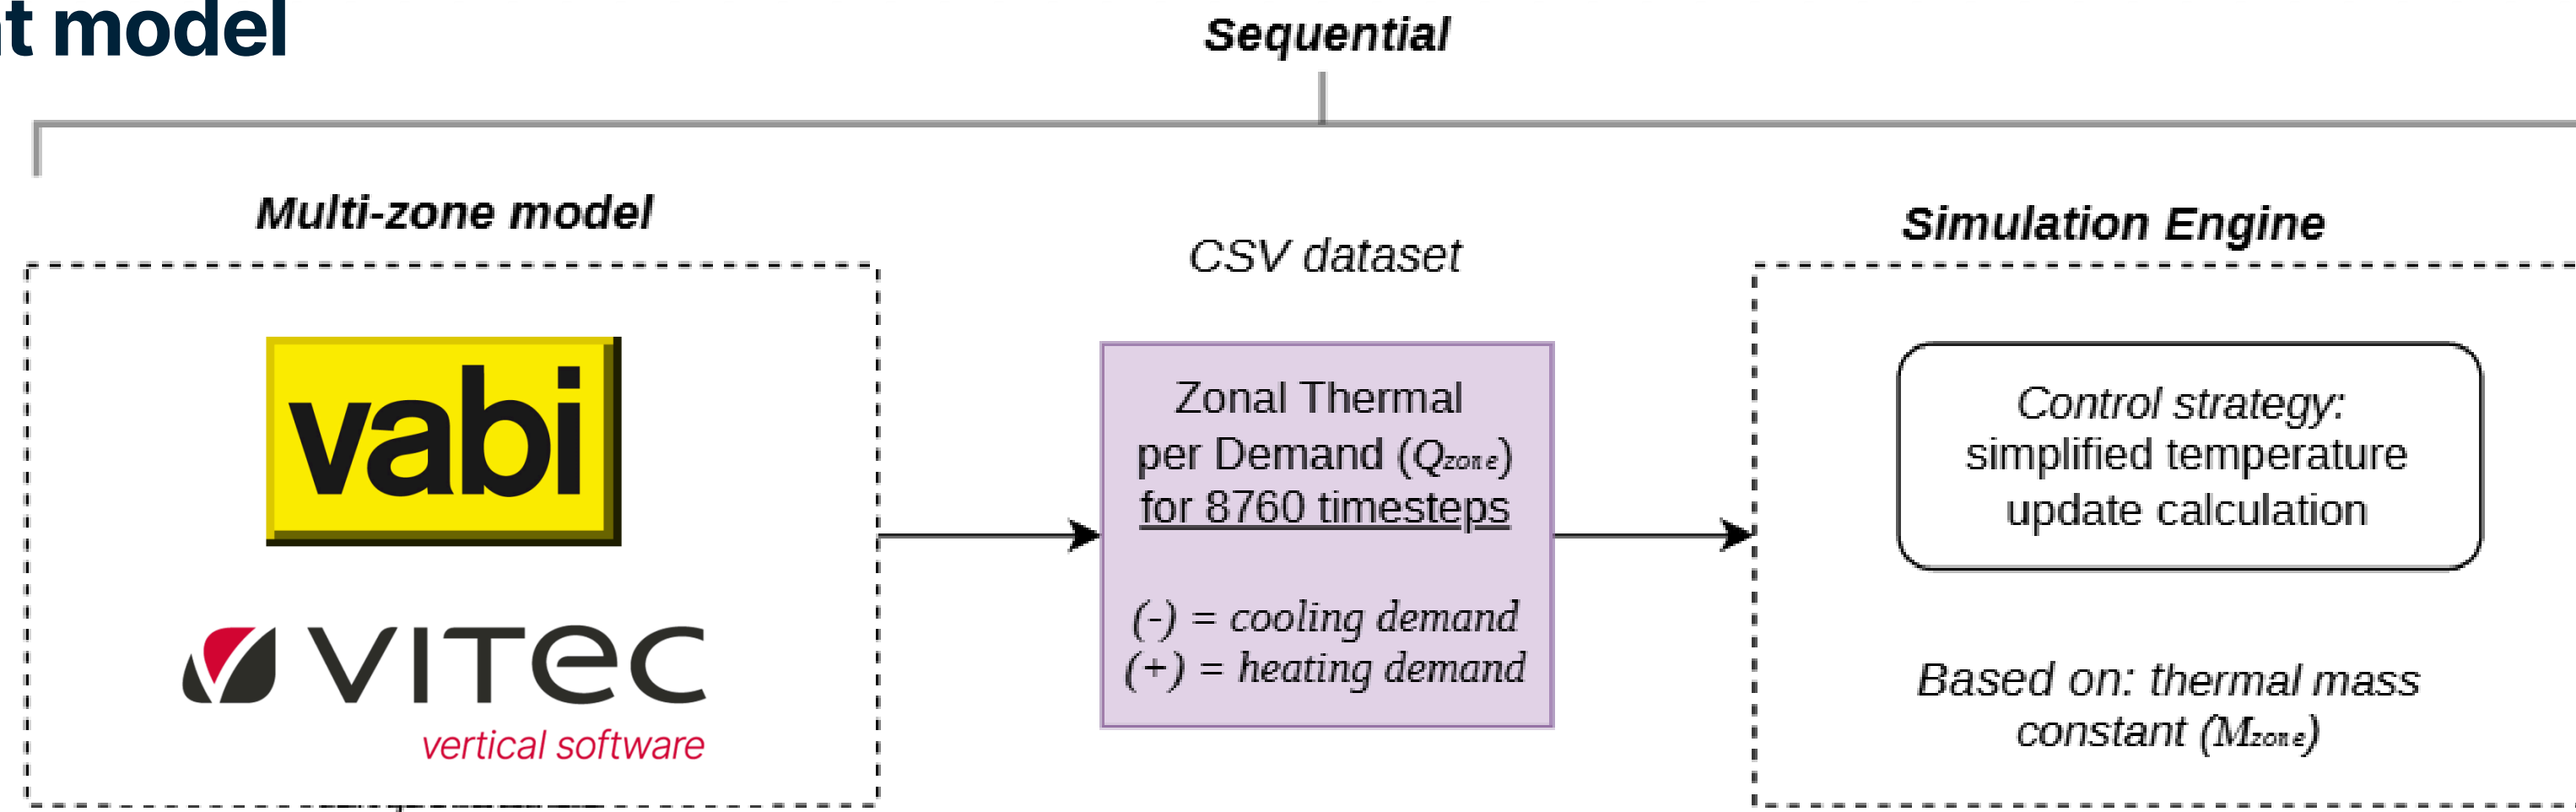 t model
Sequential
Multi-zone model
vabi
VITEC
vertical software
CSV dataset
Zonal Thermal
per Demand (Qzone)
for 8760 timesteps
(-) = cooling demand
(+) = heating demand
Simulation Engine
Control strategy:
simplified temperature
update calculation
Based on: thermal mass
constant (Mzone)